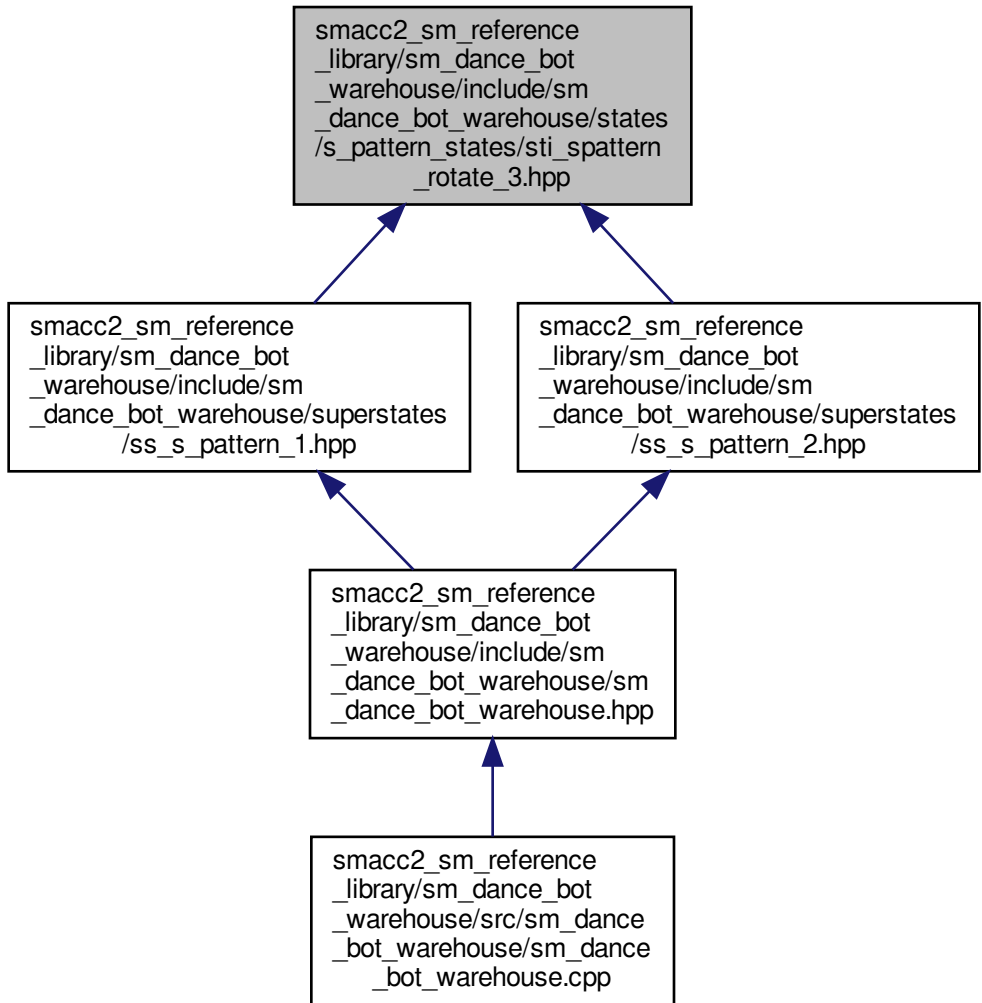 smacc2_sm_reference
_library/sm_dance_bot
_warehouse/include/sm
_dance_bot_warehouse/states
/s_pattern_states/sti_spattern
_rotate_3.hpp
smacc2_sm_reference
_library/sm_dance_bot
_warehouse/include/sm
_dance_bot_warehouse/superstates
/ss_s_pattern_1.hpp
smacc2_sm_reference
_library/sm_dance_bot
_warehouse/include/sm
_dance_bot_warehouse/superstates
/ss_s_pattern_2.hpp
smacc2_sm_reference
_library/sm_dance_bot
_warehouse/include/sm
_dance_bot_warehouse/sm
_dance_bot_warehouse.hpp
smacc2_sm_reference
_library/sm_dance_bot
_warehouse/src/sm_dance
_bot_warehouse/sm_dance
_bot_warehouse.cpp